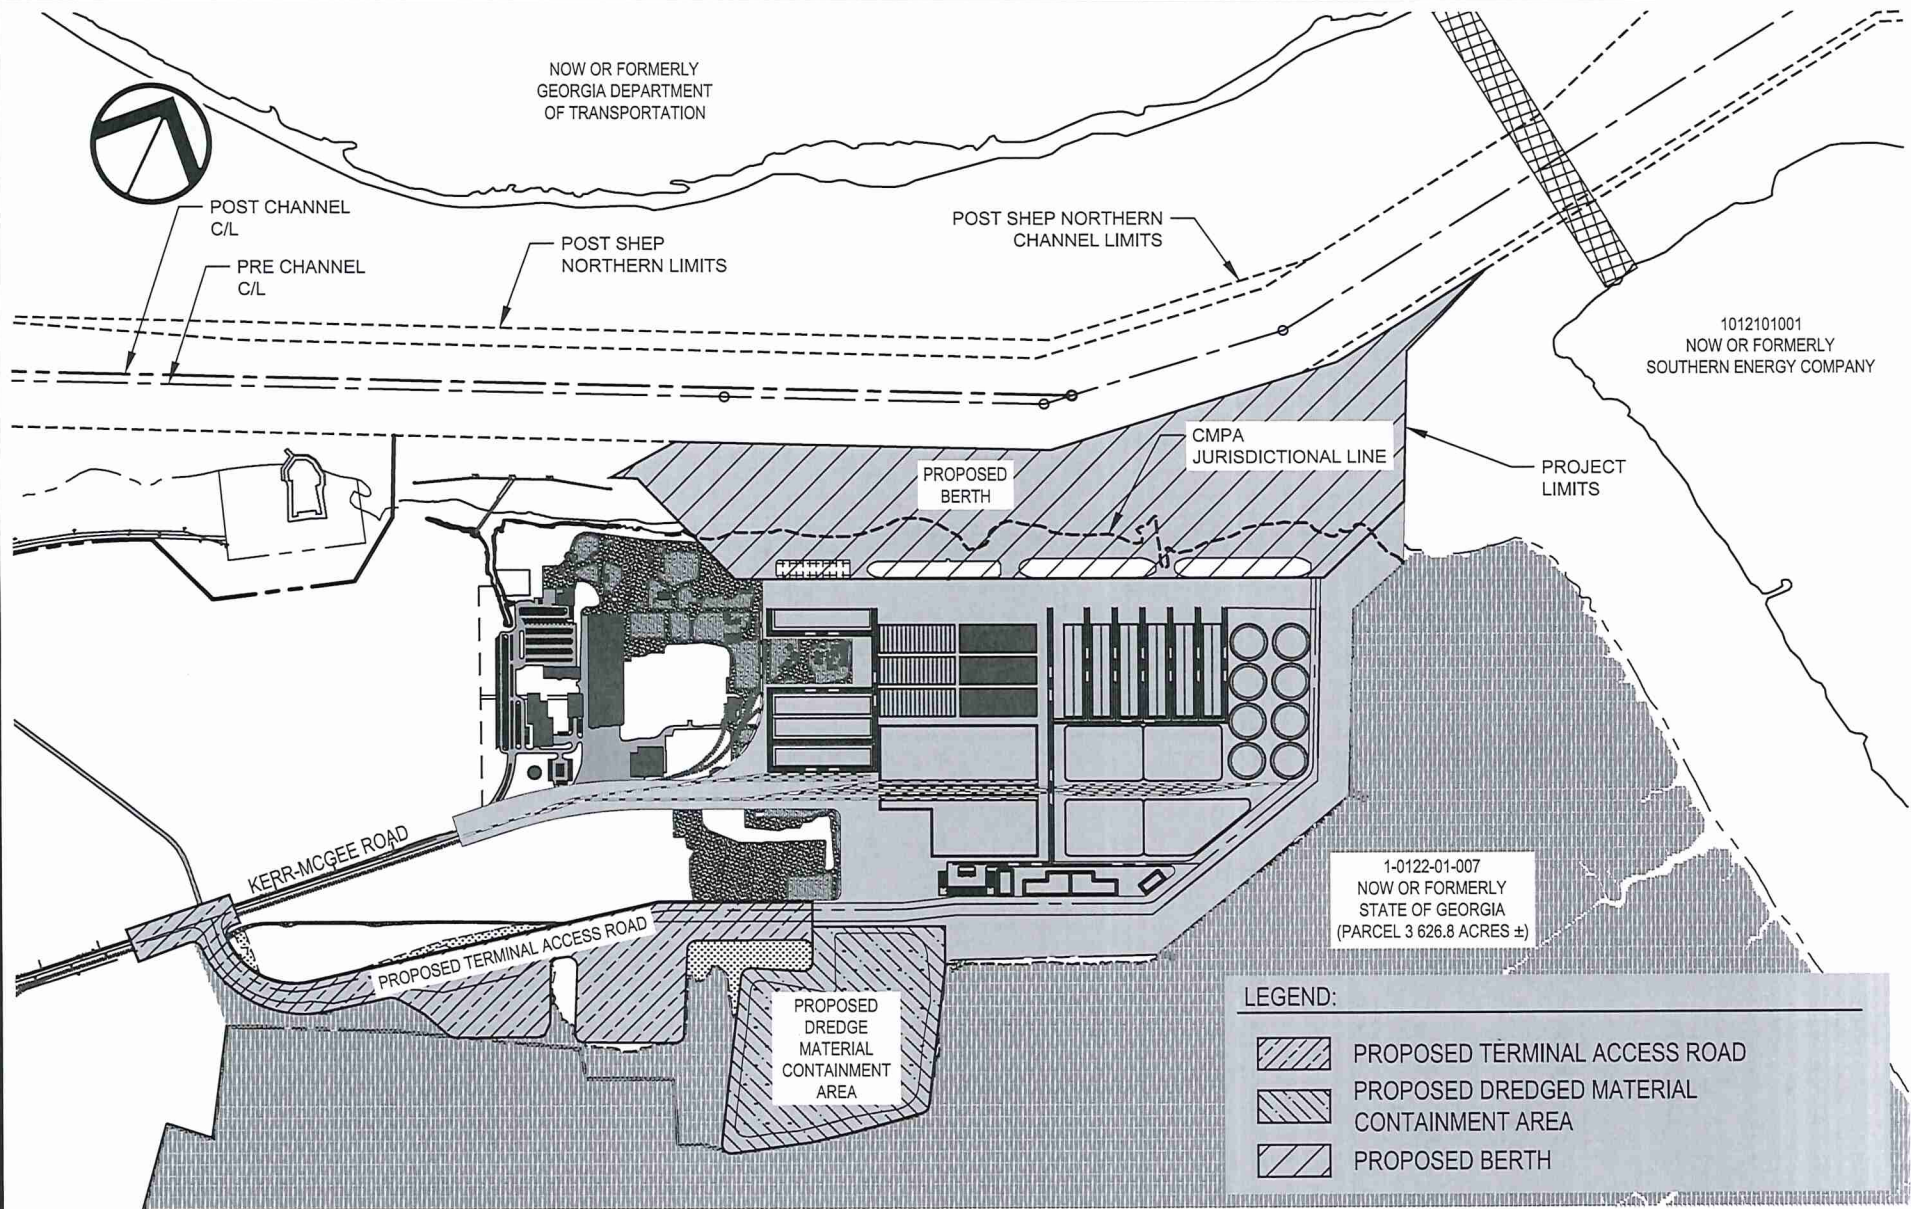 NOW OR FORMERLY
GEORGIA DEPARTMENT
OF TRANSPORTATION
POST CHANNEL
C/L
PRE CHANNEL
C/L
POST SHEP
NORTHERN LIMITS
POST SHEP NORTHERN
CHANNEL LIMITS
1012101001
NOW OR FORMERLY
SOUTHERN ENERGY COMPANY
CMPA
JURISDICTIONAL LINE
PROPOSED
BERTH
PROJECT
LIMITS
KERR-MCGEE ROAD
1-0122-01-007
NOW OR FORMERLY
STATE OF GEORGIA
(PARCEL 3 626.8 ACRES ±)
PROPOSED TERMINAL ACCESS ROAD
PROPOSED
DREDGE
MATERIAL
CONTAINMENT
AREA
LEGEND:
PROPOSED TERMINAL ACCESS ROAD
PROPOSED DREDGED MATERIAL
CONTAINMENT AREA
PROPOSED BERTH